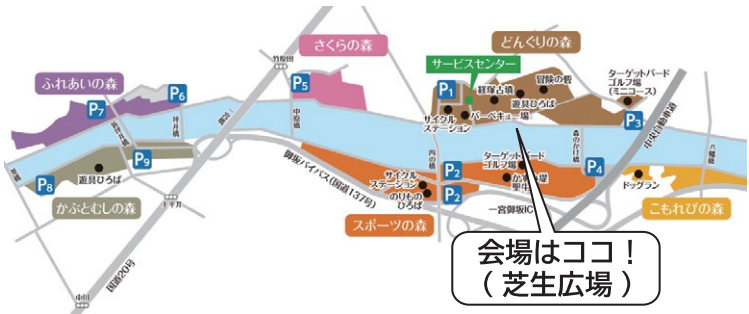 ふれあいの森
さくらの森
どんぐりの森
サービスセンター
かぶとむしの森
スポーツの森
こもれびの森
竹原田
P1
P2
P2
P3
P4
P5
P6
P7
P8
P9
経塚古墳
冒険の砦
遊具ひろば
バーベキュー場
サイクル
ステーション
ターゲットバード
ゴルフ場
(ミニコース)
中央自動車道
中原橋
国道20号
御坂バイパス(国道137号)
サイクル
ステーション
のりもの
ひろば
ターゲットバード
ゴルフ場
かすみ堤
聖牛
一宮御坂IC
ドッグラン
遊具ひろば
中川
会場はココ!
(芝生広場)